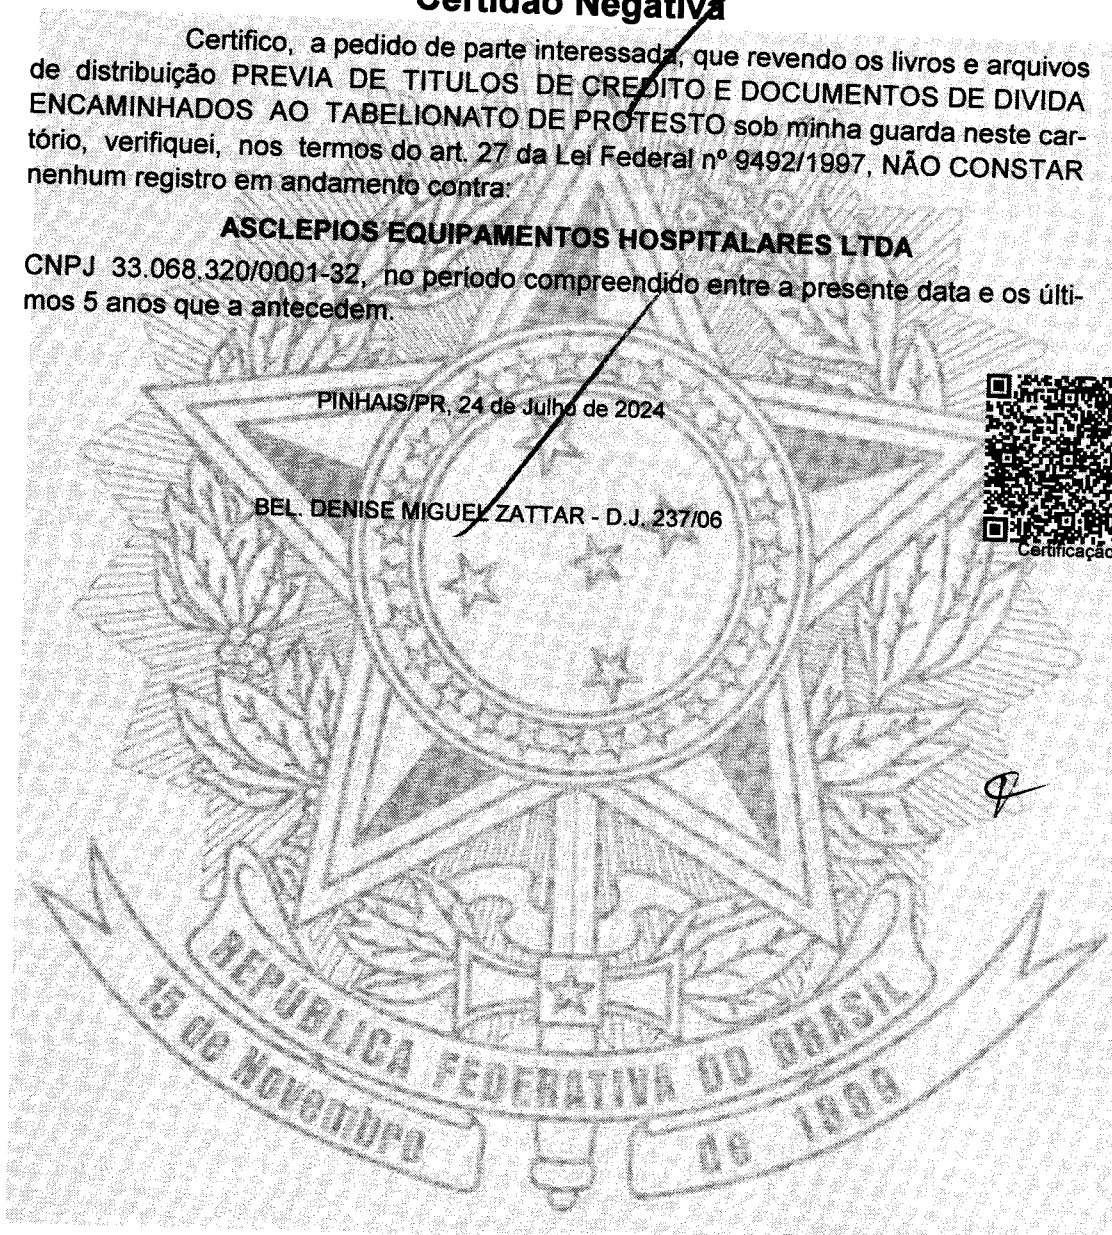 Certidão Negativa
Certifico, a pedido de parte interessada, que revendo os livros e arquivos
de distribuição PREVIA DE TITULOS DE CREDITO E DOCUMENTOS DE DIVIDA
ENCAMINHADOS AO TABELIONATO DE PROTESTO sob minha guarda neste car-
tório, verifiquei, nos termos do art. 27 da Lei Federal nº 9492/1997, NÃO CONSTAR
nenhum registro em andamento contra:
ASCLEPIOS EQUIPAMENTOS HOSPITALARES LTDA
CNPJ 33.068.320/0001-32, no período compreendido entre a presente data e os últi-
mos 5 anos que a antecedem.
PINHAIS/PR, 24 de Julho de 2024
BEL. DENISE MIGUEL ZATTAR - D.J. 237/06
Certificação
REPÚBLICA FEDERATIVA DO BRASIL
15 de Novembro de 1889